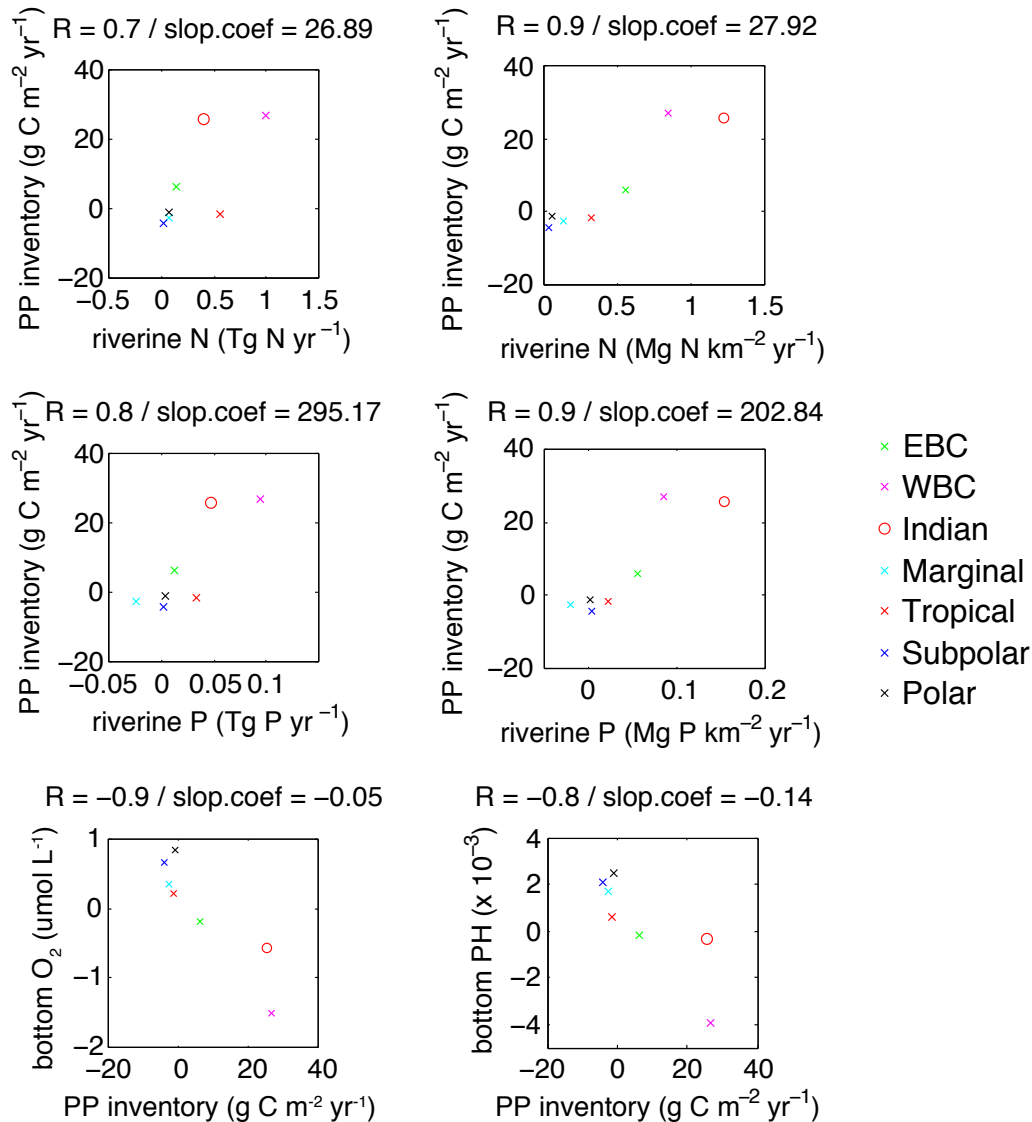 R = 0.7 / slop.coef = 26.89
PP inventory (g C m⁻² yr⁻¹)
40
20
0
−20
−0.5
0
0.5
1
1.5
riverine N (Tg N yr⁻¹)
R = 0.9 / slop.coef = 27.92
PP inventory (g C m⁻² yr⁻¹)
40
20
0
−20
0
0.5
1
1.5
riverine N (Mg N km⁻² yr⁻¹)
R = 0.8 / slop.coef = 295.17
PP inventory (g C m⁻² yr⁻¹)
40
20
0
−20
−0.05
0
0.05
0.1
riverine P (Tg P yr⁻¹)
R = 0.9 / slop.coef = 202.84
PP inventory (g C m⁻² yr⁻¹)
40
20
0
−20
0
0.1
0.2
riverine P (Mg P km⁻² yr⁻¹)
EBC
WBC
Indian
Marginal
Tropical
Subpolar
Polar
R = −0.9 / slop.coef = −0.05
bottom O₂ (umol L⁻¹)
1
0
−1
−2
−20
0
20
40
PP inventory (g C m⁻² yr⁻¹)
R = −0.8 / slop.coef = −0.14
bottom PH (x 10⁻³)
4
2
0
−2
−4
−20
0
20
40
PP inventory (g C m⁻² yr⁻¹)